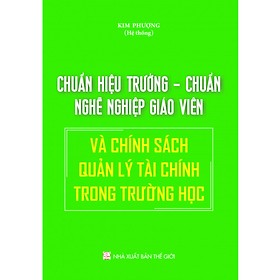 KIM PHƯỢNG
(Hệ thống)
CHUẨN HIỆU TRƯỞNG – CHUẨN
NGHỀ NGHIỆP GIÁO VIÊN
VÀ CHÍNH SÁCH
QUẢN LÝ TÀI CHÍNH
TRONG TRƯỜNG HỌC
NHÀ XUẤT BẢN THẾ GIỚI